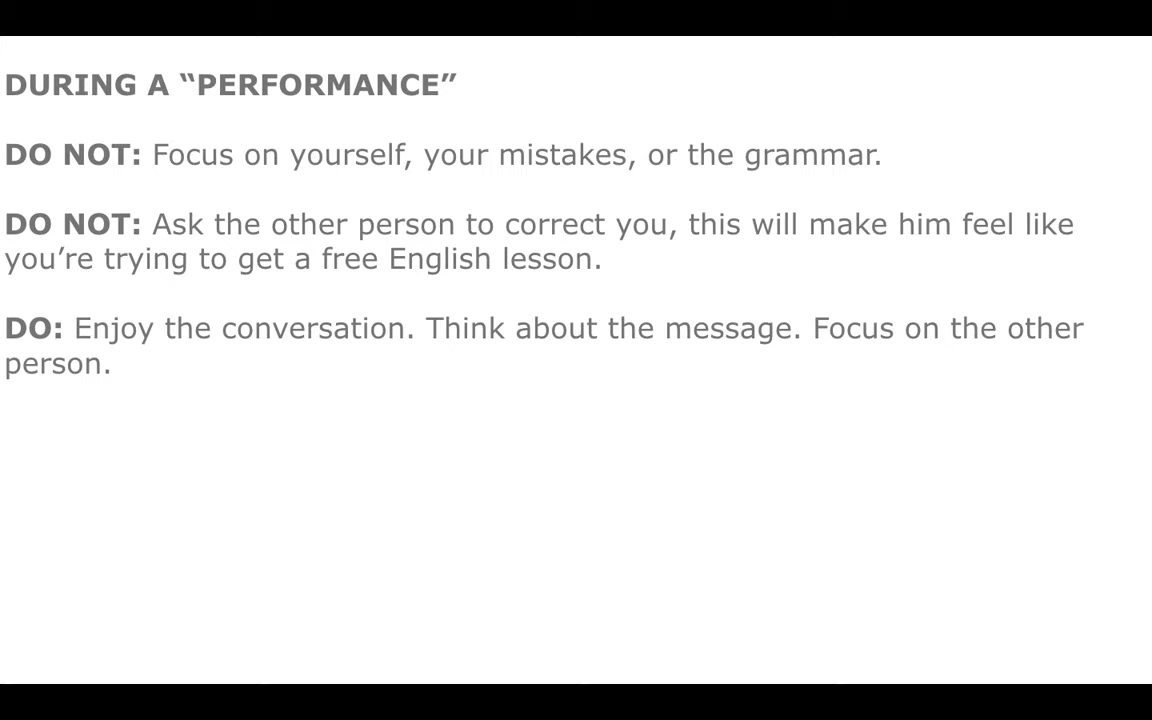 DURING A “PERFORMANCE”
DO NOT: Focus on yourself, your mistakes, or the grammar.
DO NOT: Ask the other person to correct you, this will make him feel like
you’re trying to get a free English lesson.
DO: Enjoy the conversation. Think about the message. Focus on the other
person.